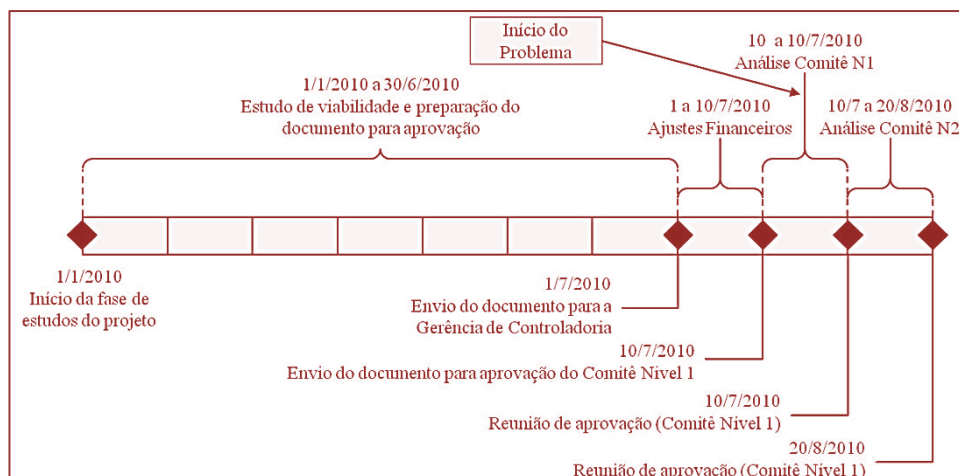 Início do
Problema
10 a 10/7/2010
Análise Comitê N1
1/1/2010 a 30/6/2010
Estudo de viabilidade e preparação do
documento para aprovação
1 a 10/7/2010
Ajustes Financeiros
10/7 a 20/8/2010
Análise Comitê N2
1/1/2010
Início da fase de
estudos do projeto
1/7/2010
Envio do documento para a
Gerência de Controladoria
10/7/2010
Envio do documento para aprovação do Comitê Nível 1
10/7/2010
Reunião de aprovação (Comitê Nível 1)
20/8/2010
Reunião de aprovação (Comitê Nível 1)